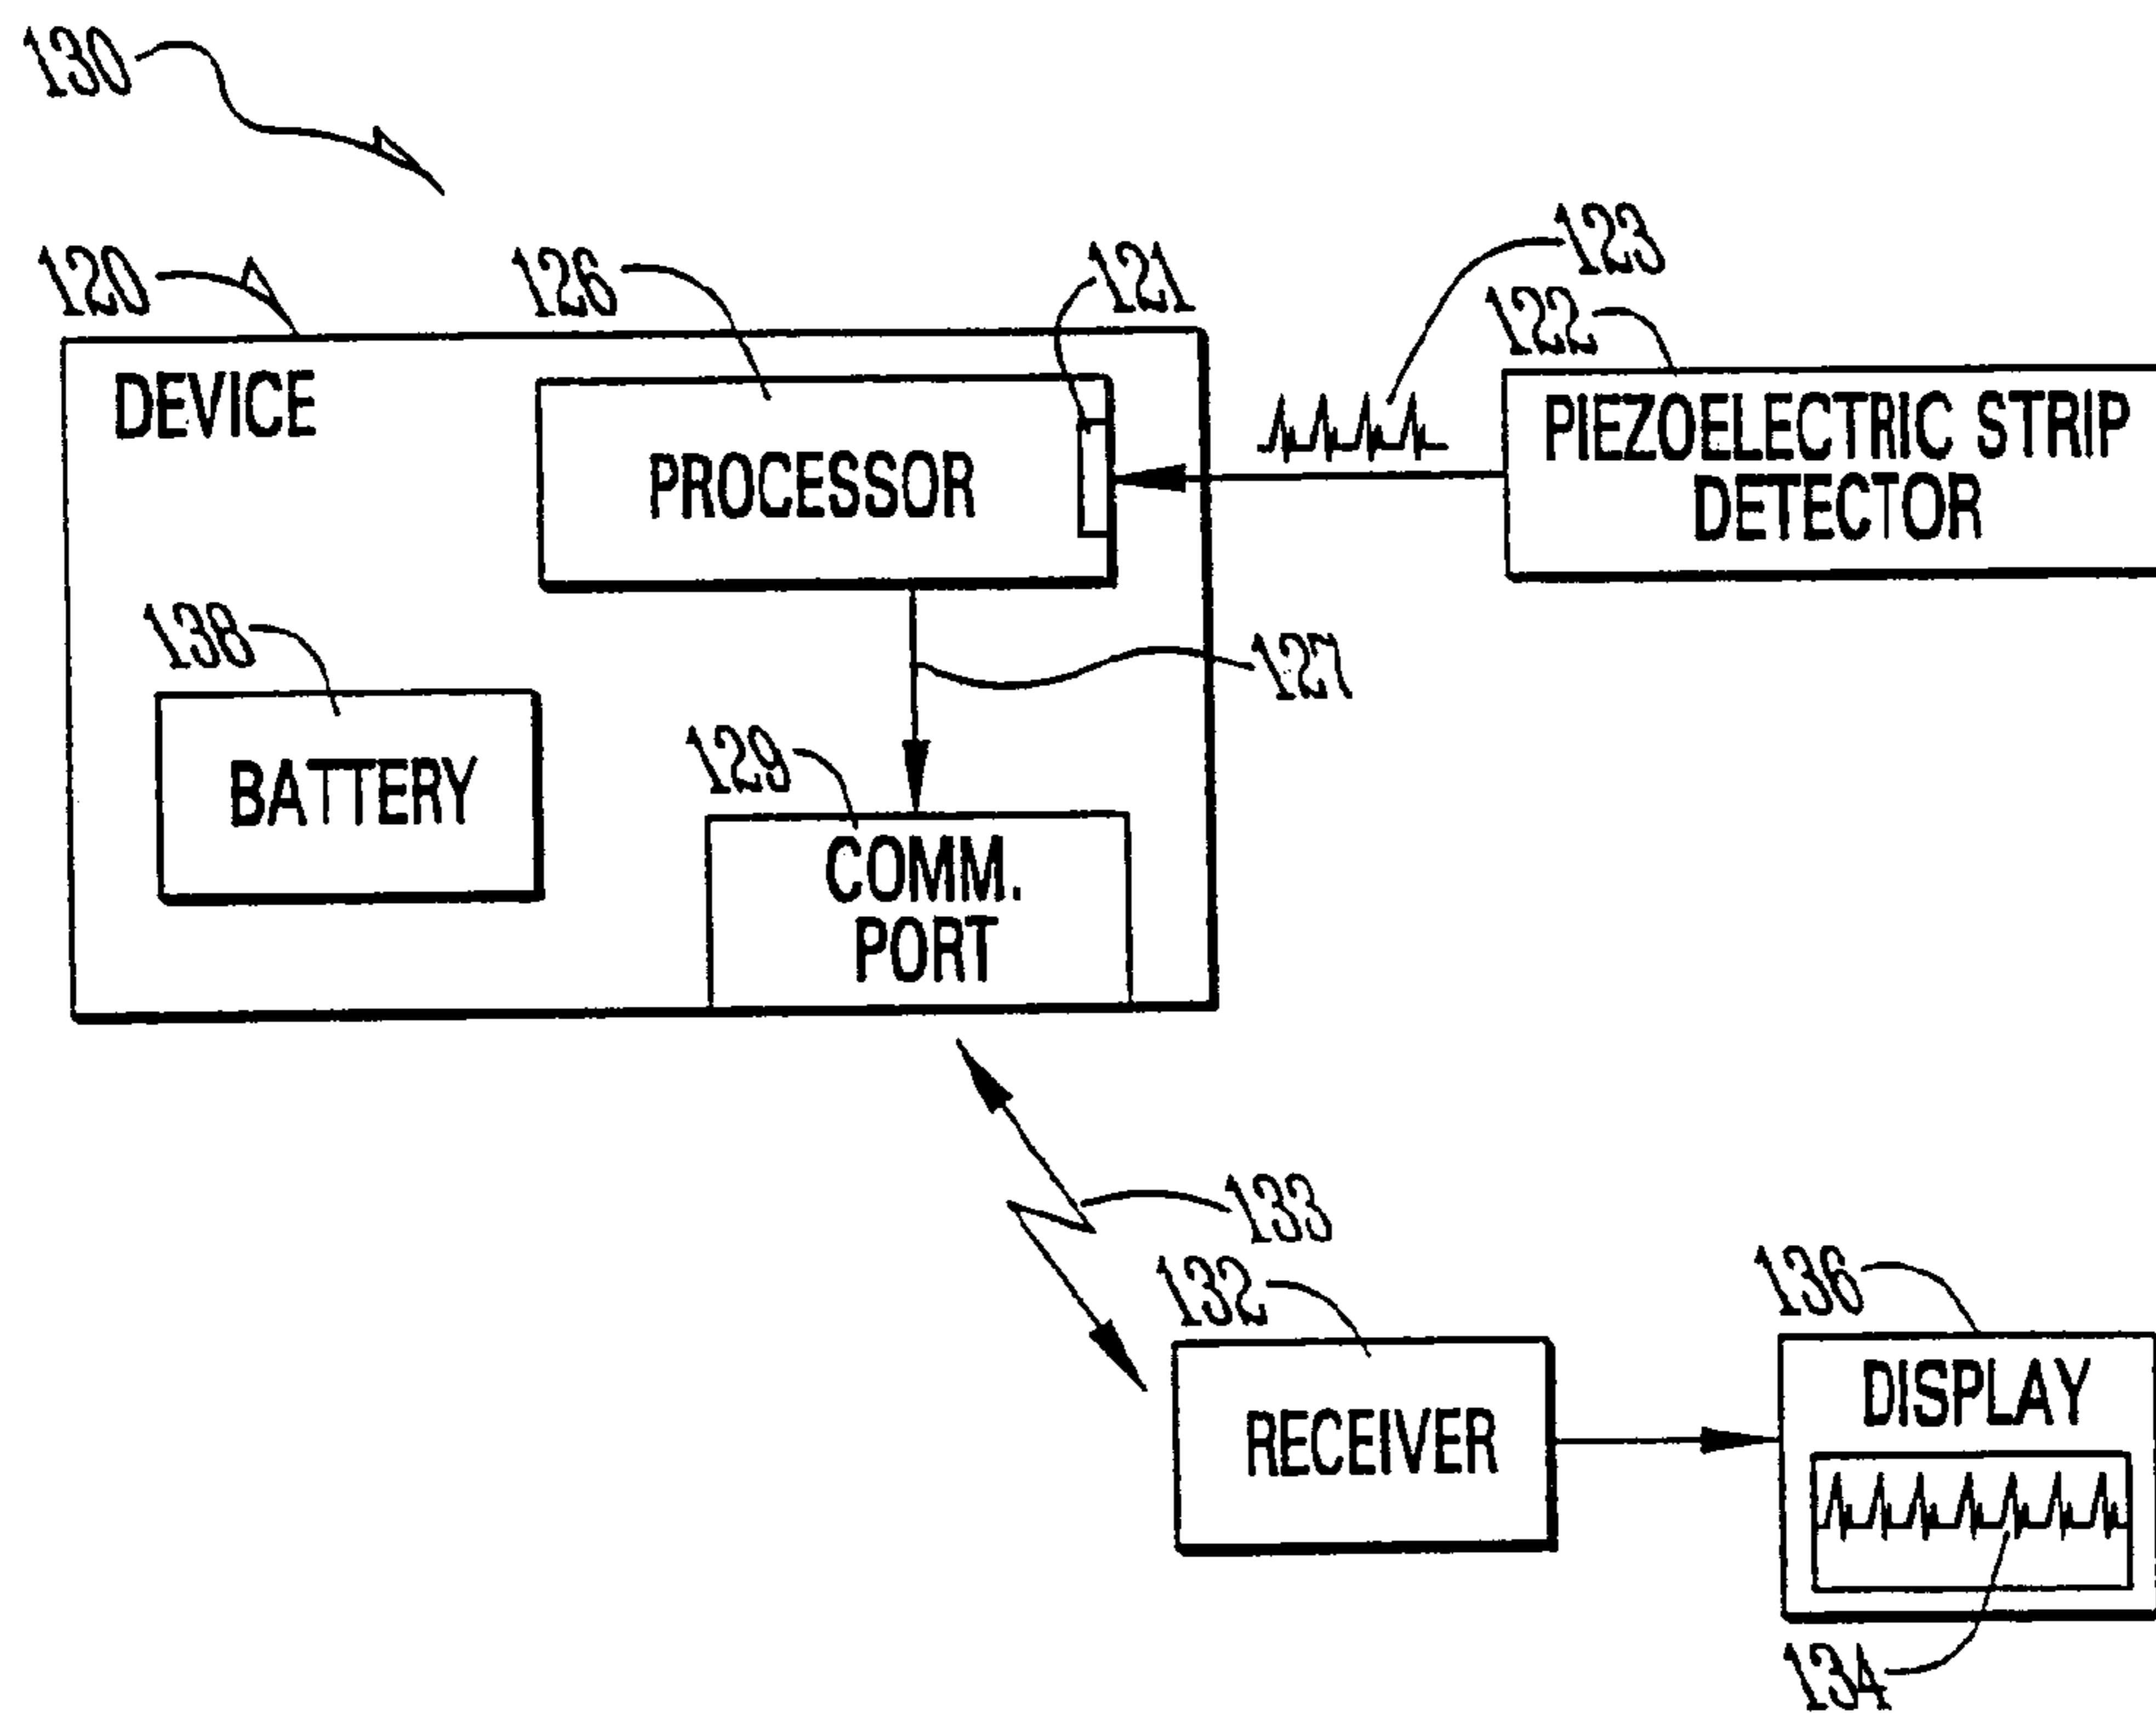 130
120
126
121
123
122
DEVICE
PIEZOELECTRIC STRIP
DETECTOR
PROCESSOR
138
127
129
BATTERY
COMM.
PORT
133
132
136
DISPLAY
RECEIVER
134